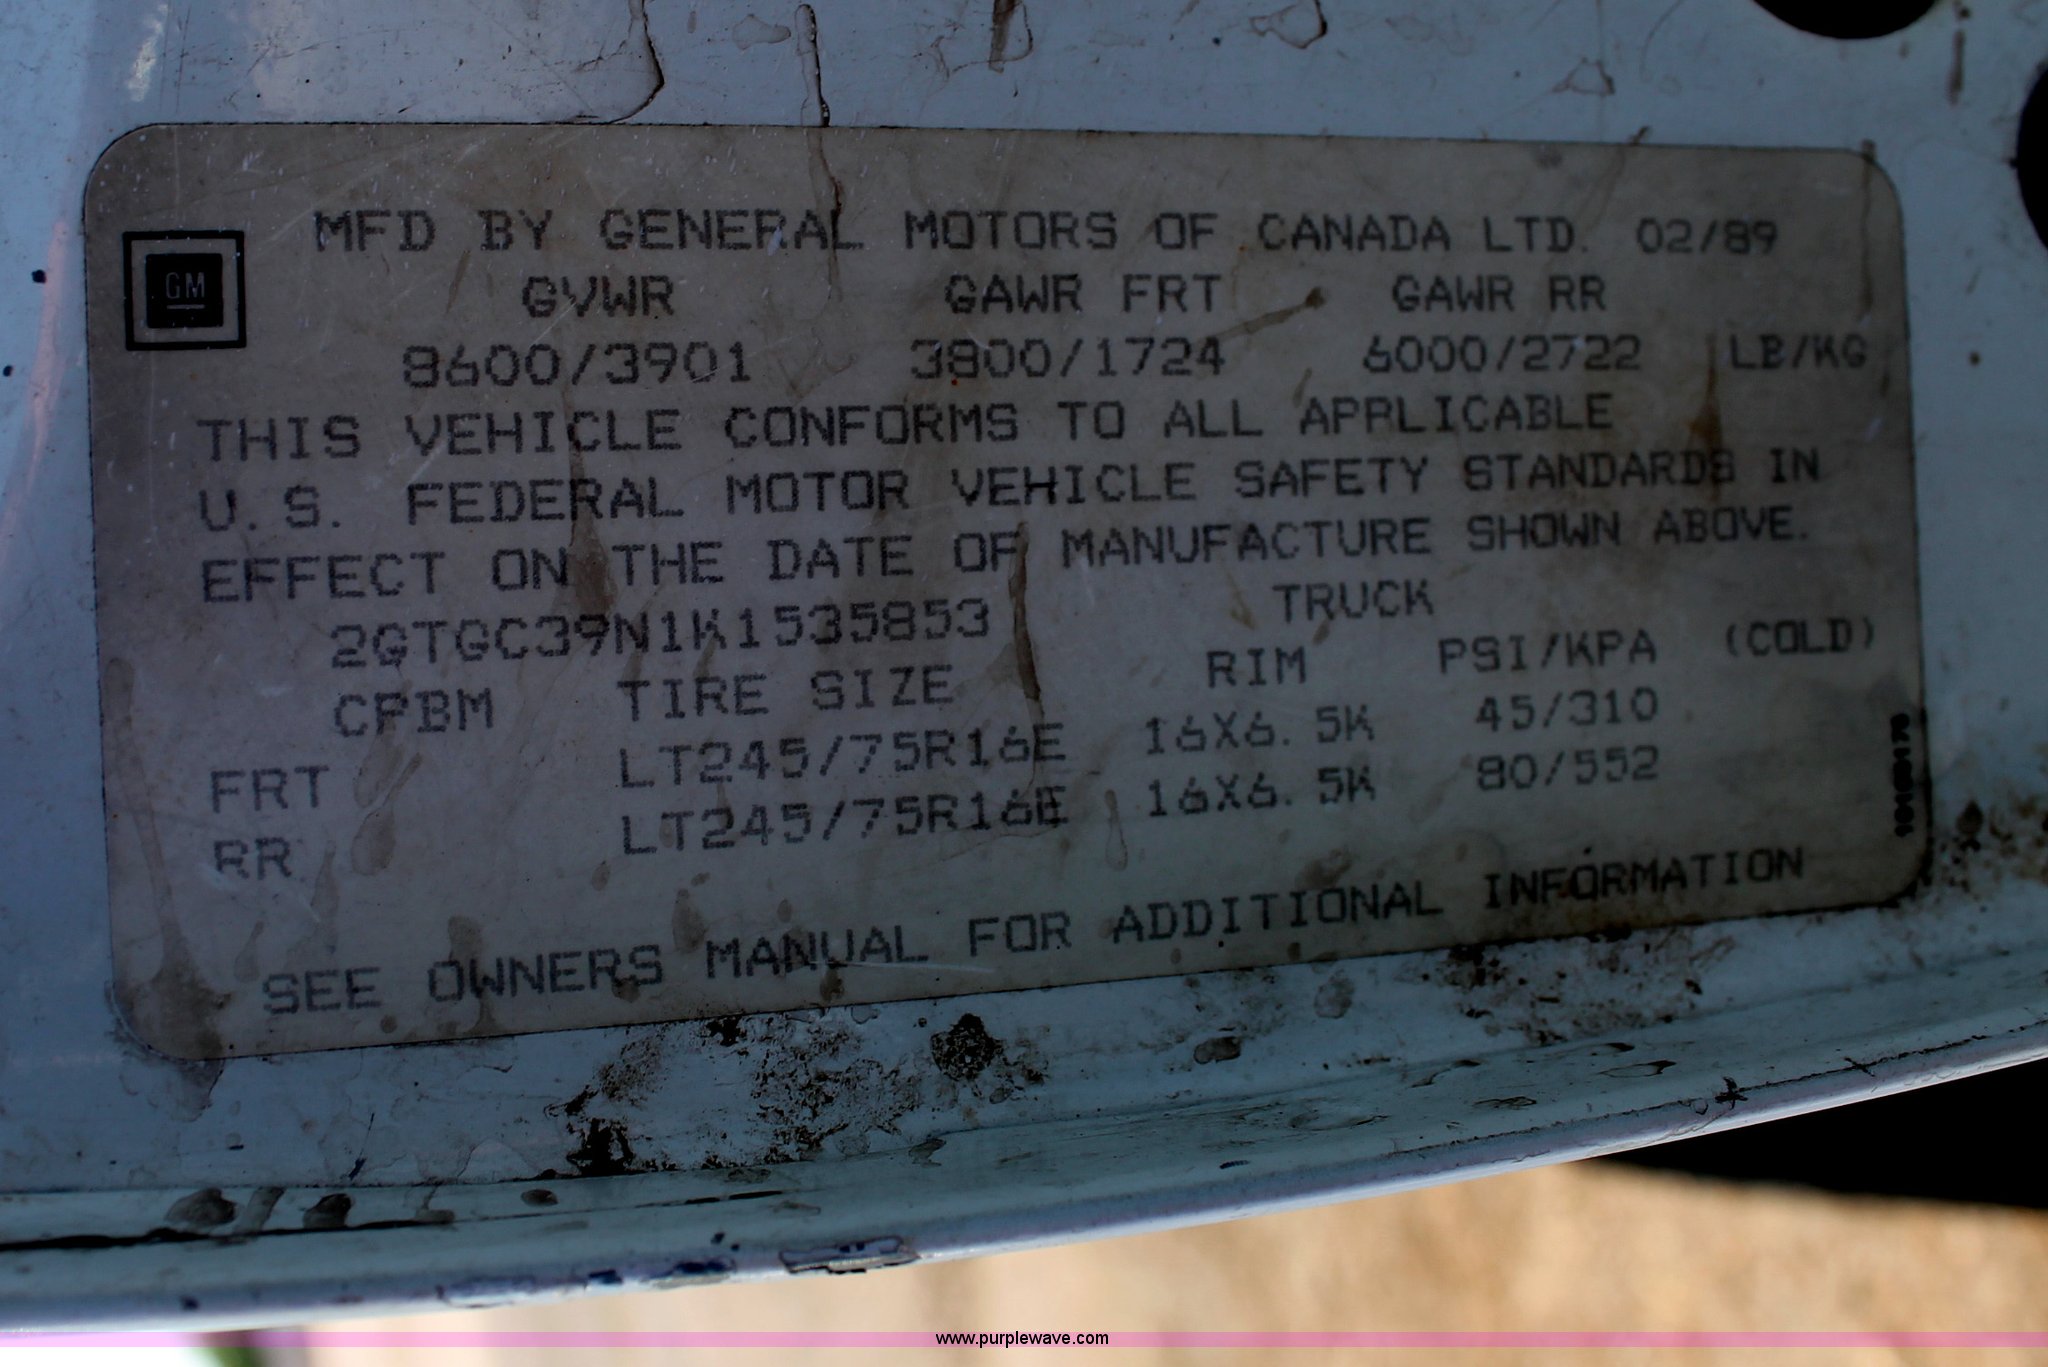 MFD BY GENERAL MOTORS OF CANADA LTD. 02/89
GM
GVWR GAWR FRT GAWR RR
8600/3901 3800/1724 6000/2722 LB/KG
THIS VEHICLE CONFORMS TO ALL APPLICABLE
U.S. FEDERAL MOTOR VEHICLE SAFETY STANDARDS IN
EFFECT ON THE DATE OF MANUFACTURE SHOWN ABOVE.
2GTGC39N1K1535853 TRUCK
CPBM TIRE SIZE RIM PSI/KPA (COLD)
FRT LT245/75R16E 16X6.5K 45/310
RR LT245/75R16E 16X6.5K 80/552
SEE OWNERS MANUAL FOR ADDITIONAL INFORMATION
www.purplewave.com